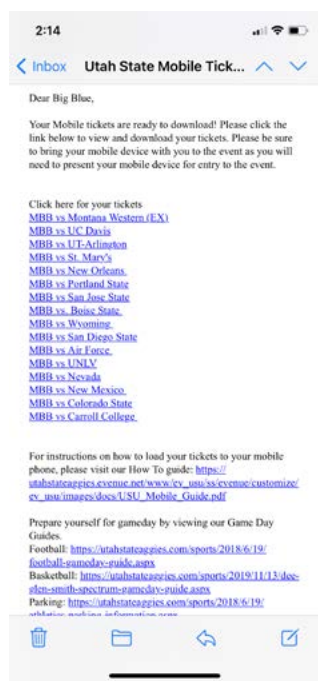 2:14
Inbox Utah State Mobile Tick...
Dear Big Blue,
Your Mobile tickets are ready to download! Please click the
link below to view and download your tickets. Please be sure
to bring your mobile device with you to the event as you will
need to present your mobile device for entry to the event.
Click here for your tickets
MBB vs Montana Western (EX)
MBB vs UC Davis
MBB vs UT-Arlington
MBB vs St. Mary's
MBB vs New Orleans
MBB vs Portland State
MBB vs San Jose State
MBB vs. Boise State
MBB vs Wyoming
MBB vs San Diego State
MBB vs Air Force
MBB vs UNLV
MBB vs Nevada
MBB vs New Mexico
MBB vs Colorado State
MBB vs Carroll College
For instructions on how to load your tickets to your mobile
phone, please visit our How To guide: https://
utahstateaggies.evenue.net/www/ev_usu/ss/evenue/customize/
ev_usu/images/docs/USU_Mobile_Guide.pdf
Prepare yourself for gameday by viewing our Game Day
Guides.
Football: https://utahstateaggies.com/sports/2018/6/19/
football-gameday-guide.aspx
Basketball: https://utahstateaggies.com/sports/2019/11/13/dee-
glen-smith-spectrum-gameday-guide.aspx
Parking: https://utahstateaggies.com/sports/2018/6/19/
athletics-parking-information.aspx